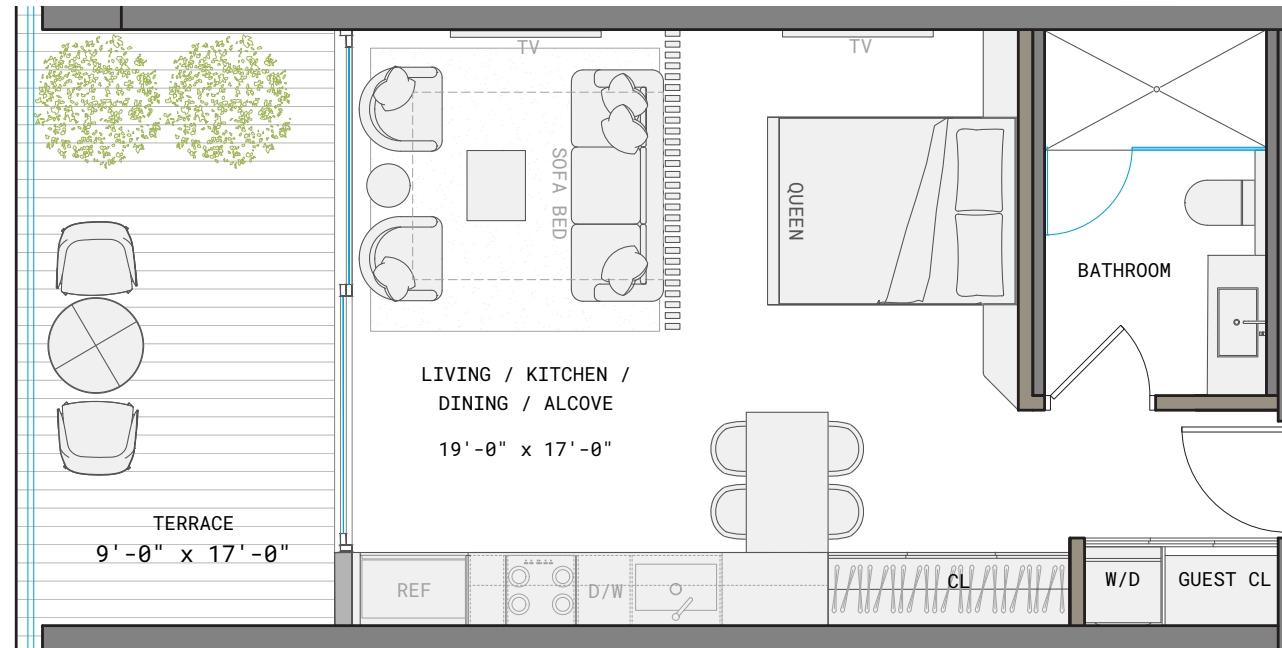 TV
TV
SOFA BED
QUEEN
BATHROOM
LIVING / KITCHEN /
DINING / ALCOVE
19'-0" x 17'-0"
TERRACE
9'-0" x 17'-0"
REF
D/W
CL
W/D
GUEST CL